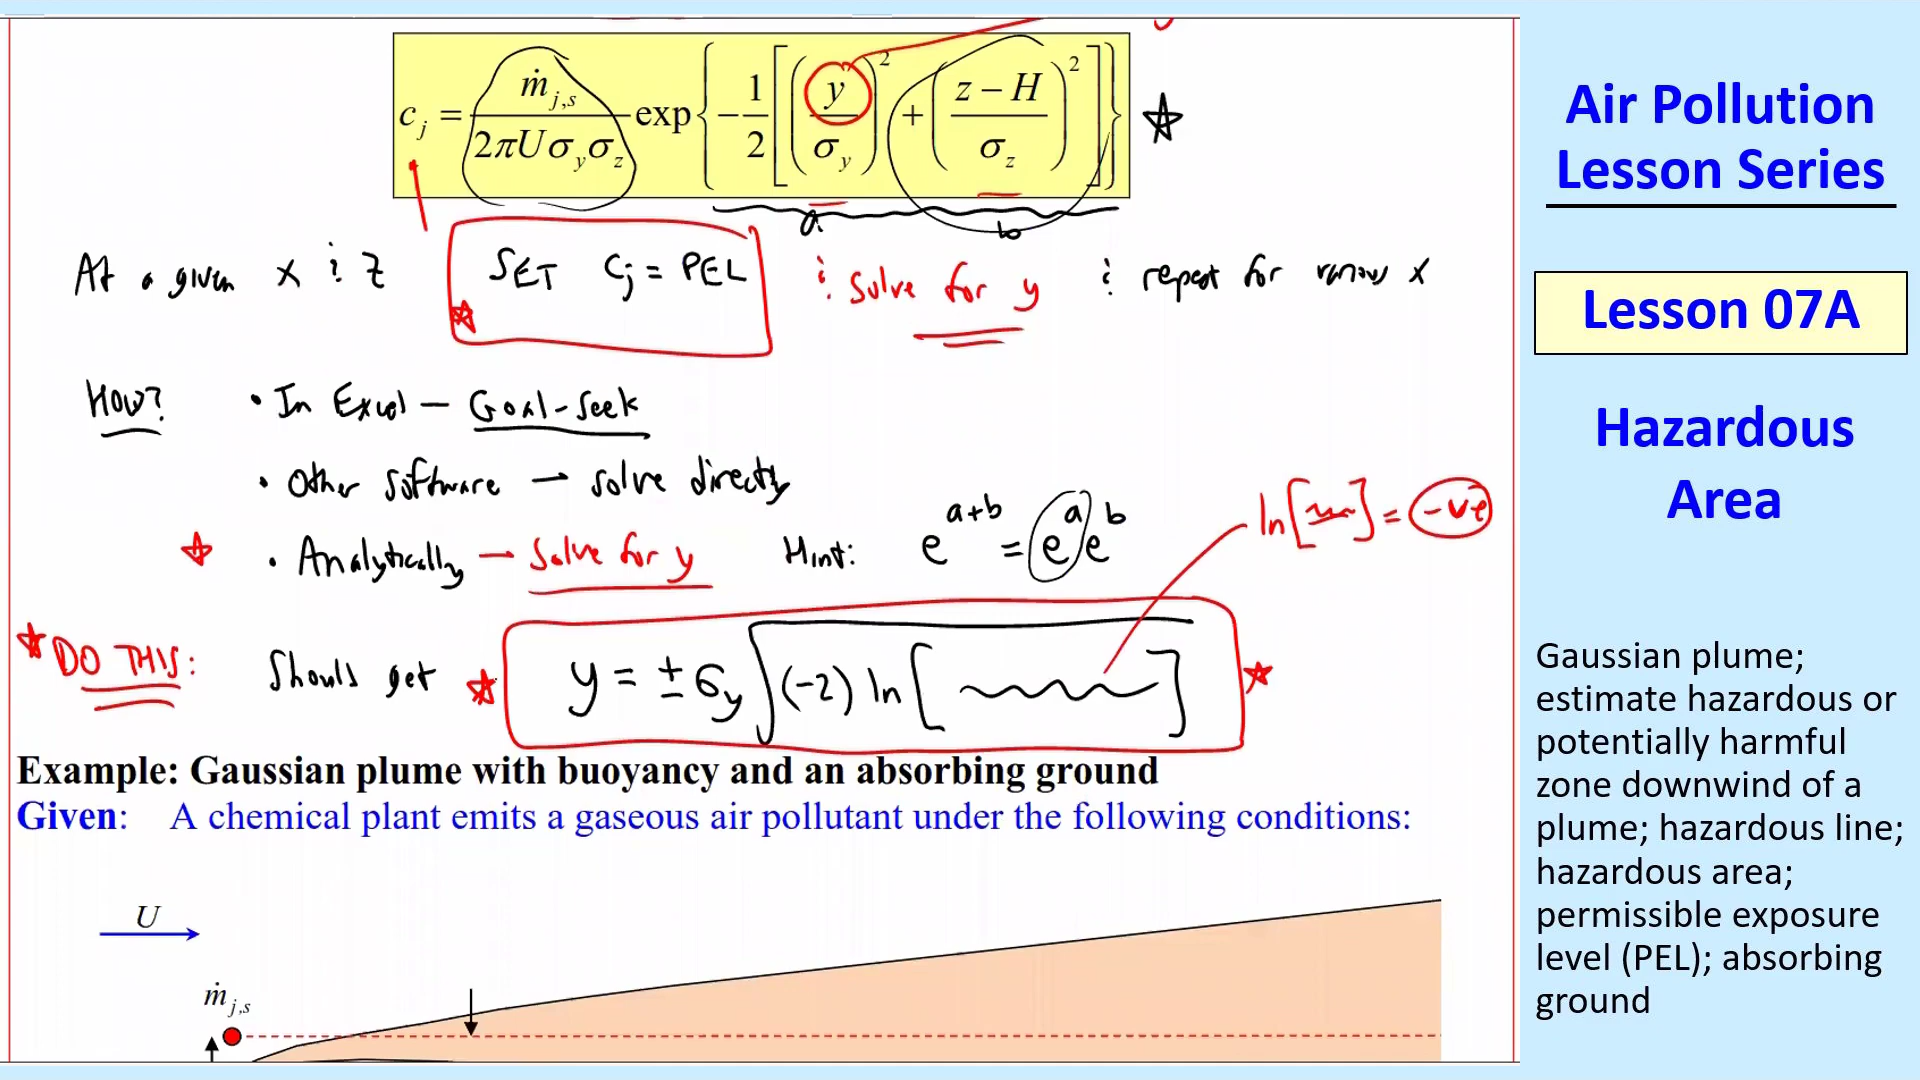 c_j = ṁ_{j,s} / (2πUσ_yσ_z) exp{-1/2[(y/σ_y)^2 + ((z-H)/σ_z)^2]} ☆
a b
At a given x & z SET C_j = PEL & solve for y & repeat for various x
How? • In Excel – Goal-Seek
• Other software → solve directly
• Analytically – Solve for y Hint: e^{a+b} = e^a e^b ln[ ] = -ve
DO THIS: Should get y = ± σ_y √((-2) ln[ ])
Example: Gaussian plume with buoyancy and an absorbing ground
Given: A chemical plant emits a gaseous air pollutant under the following conditions:
U
ṁ_{j,s}
Air Pollution
Lesson Series
Lesson 07A
Hazardous
Area
Gaussian plume;
estimate hazardous or
potentially harmful
zone downwind of a
plume; hazardous line;
hazardous area;
permissible exposure
level (PEL); absorbing
ground